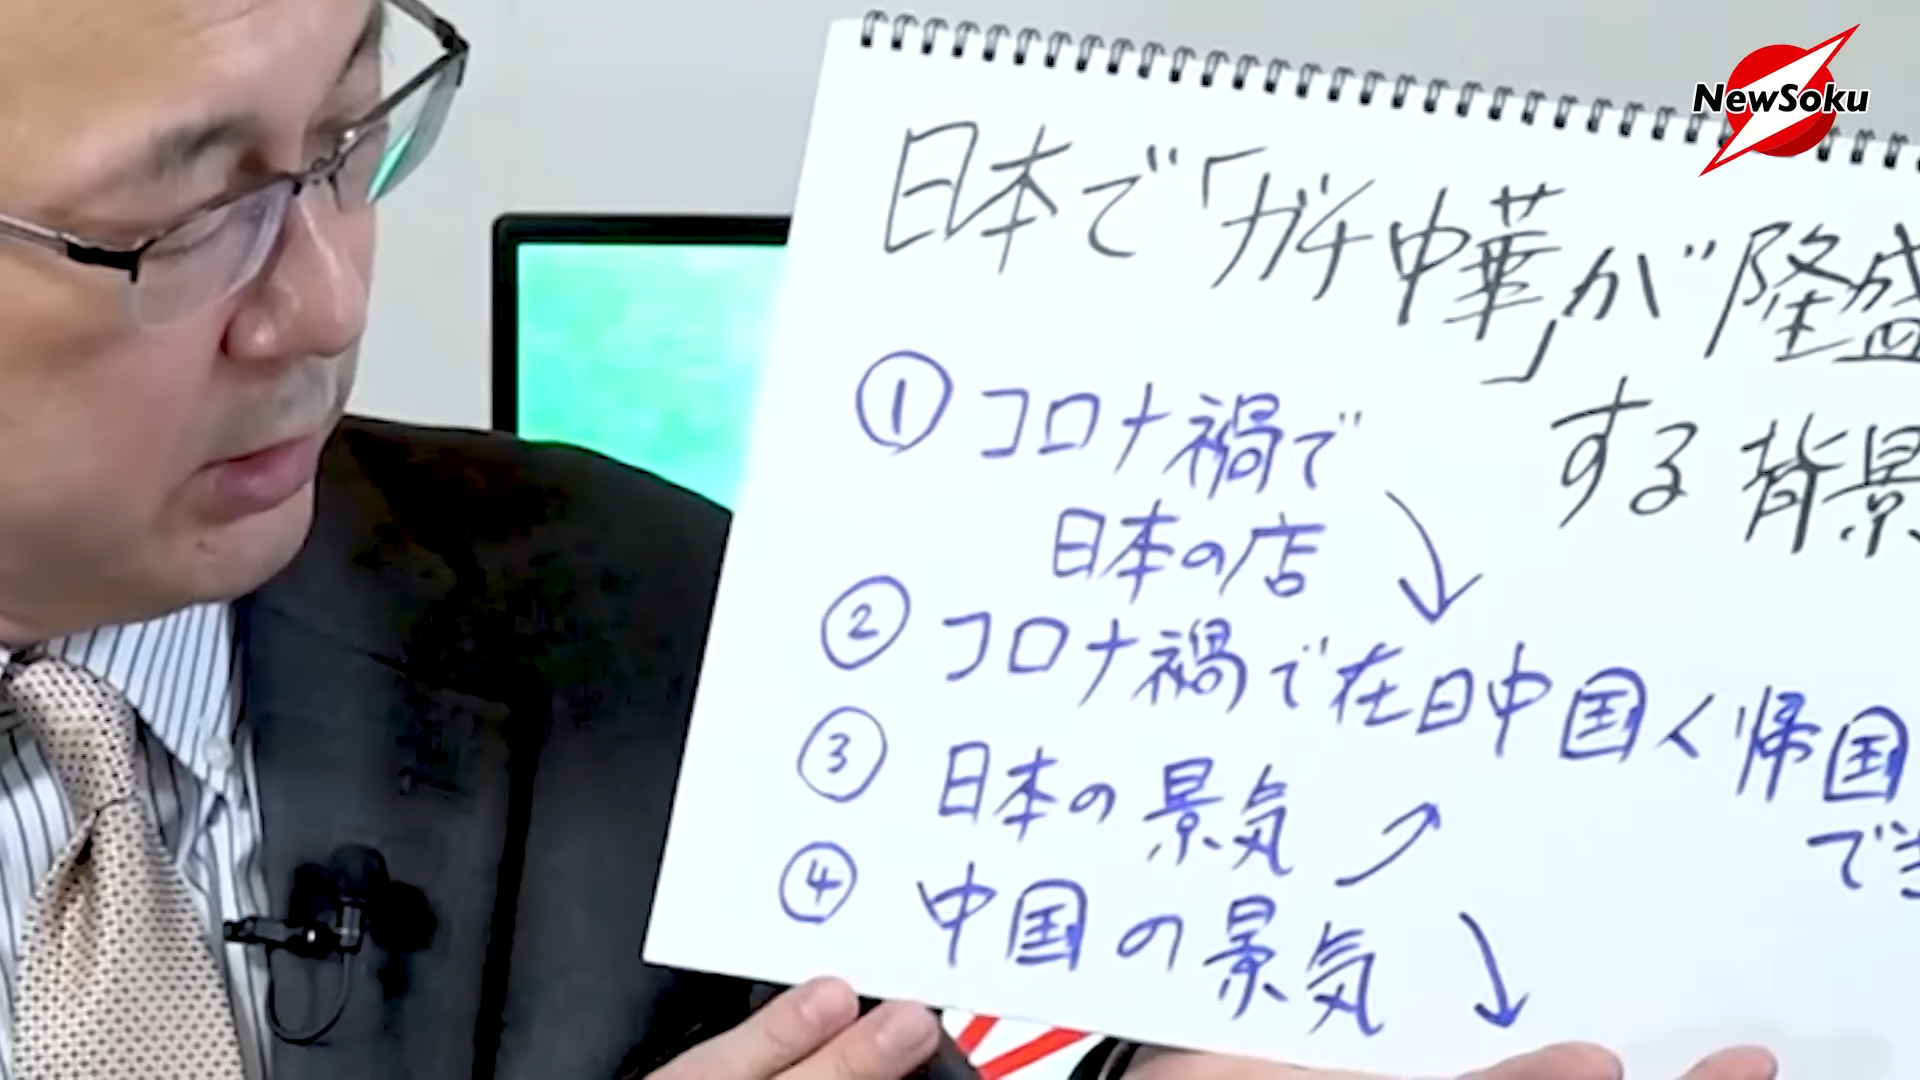 NewSoku
日本で「ガチ中華」が隆盛
する背景
① コロナ禍で
日本の店 ↘
② コロナ禍で在日中国人帰国
でき
③ 日本の景気 ↗
④ 中国の景気 ↘